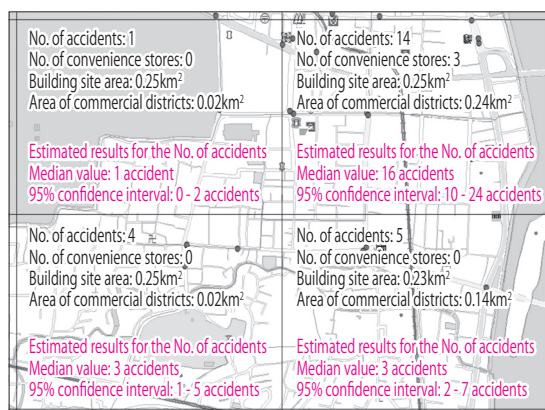 No. of accidents: 1
No. of convenience stores: 0
Building site area: 0.25km²
Area of commercial districts: 0.02km²
Estimated results for the No. of accidents
Median value: 1 accident
95% confidence interval: 0 - 2 accidents
No. of accidents: 14
No. of convenience stores: 3
Building site area: 0.25km²
Area of commercial districts: 0.24km²
Estimated results for the No. of accidents
Median value: 16 accidents
95% confidence interval: 10 - 24 accidents
No. of accidents: 4
No. of convenience stores: 0
Building site area: 0.25km²
Area of commercial districts: 0.02km²
Estimated results for the No. of accidents
Median value: 3 accidents
95% confidence interval: 1 - 5 accidents
No. of accidents: 5
No. of convenience stores: 0
Building site area: 0.23km²
Area of commercial districts: 0.14km²
Estimated results for the No. of accidents
Median value: 3 accidents
95% confidence interval: 2 - 7 accidents